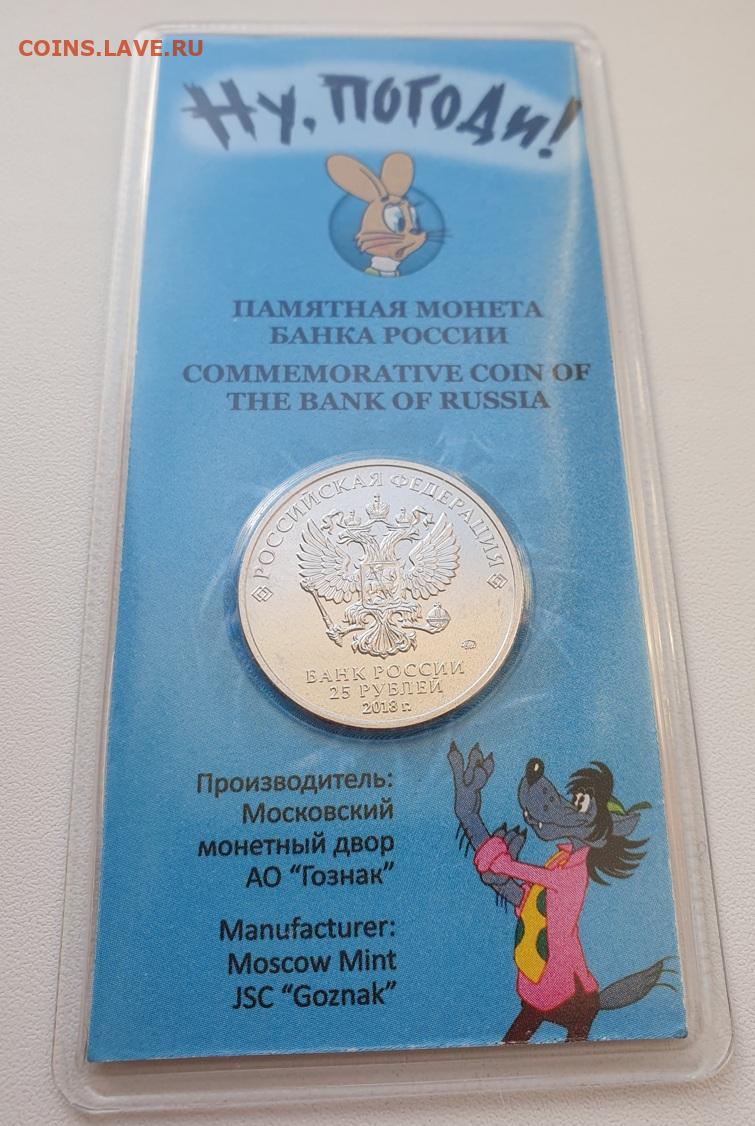 COINS.LAVE.RU
Ну, погоди!
ПАМЯТНАЯ МОНЕТА
БАНКА РОССИИ
COMMEMORATIVE COIN OF
THE BANK OF RUSSIA
РОССИЙСКАЯ ФЕДЕРАЦИЯ
БАНК РОССИИ
25 РУБЛЕЙ
2018 г.
Производитель:
Московский
монетный двор
АО “Гознак”
Manufacturer:
Moscow Mint
JSC “Goznak”